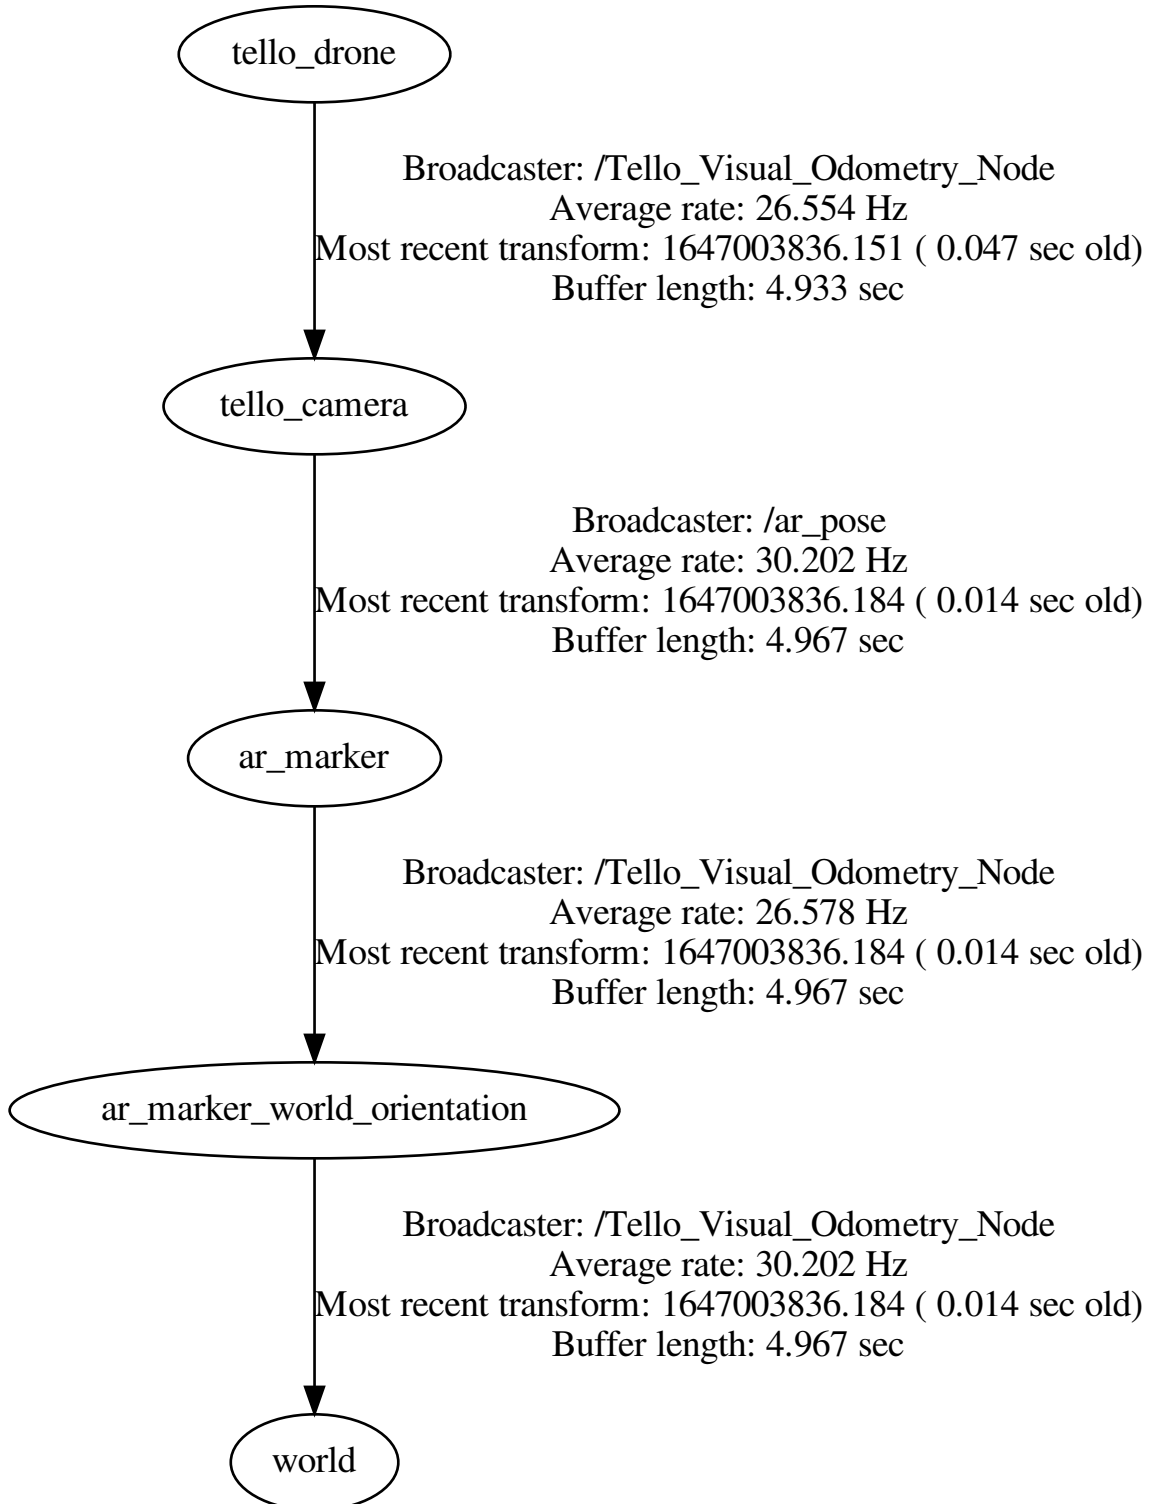 tello_drone
Broadcaster: /Tello_Visual_Odometry_Node
Average rate: 26.554 Hz
Most recent transform: 1647003836.151 ( 0.047 sec old)
Buffer length: 4.933 sec
tello_camera
Broadcaster: /ar_pose
Average rate: 30.202 Hz
Most recent transform: 1647003836.184 ( 0.014 sec old)
Buffer length: 4.967 sec
ar_marker
Broadcaster: /Tello_Visual_Odometry_Node
Average rate: 26.578 Hz
Most recent transform: 1647003836.184 ( 0.014 sec old)
Buffer length: 4.967 sec
ar_marker_world_orientation
Broadcaster: /Tello_Visual_Odometry_Node
Average rate: 30.202 Hz
Most recent transform: 1647003836.184 ( 0.014 sec old)
Buffer length: 4.967 sec
world